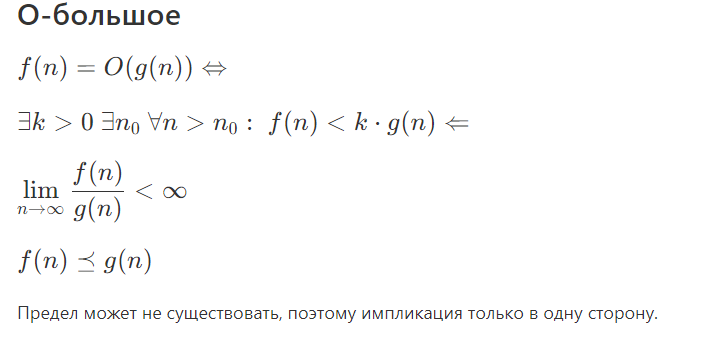 О-большое
f(n) = O(g(n)) ⇔
∃k > 0 ∃n₀ ∀n > n₀ : f(n) < k · g(n) ⇐
lim_{n→∞} f(n)/g(n) < ∞
f(n) ⪯ g(n)
Предел может не существовать, поэтому импликация только в одну сторону.